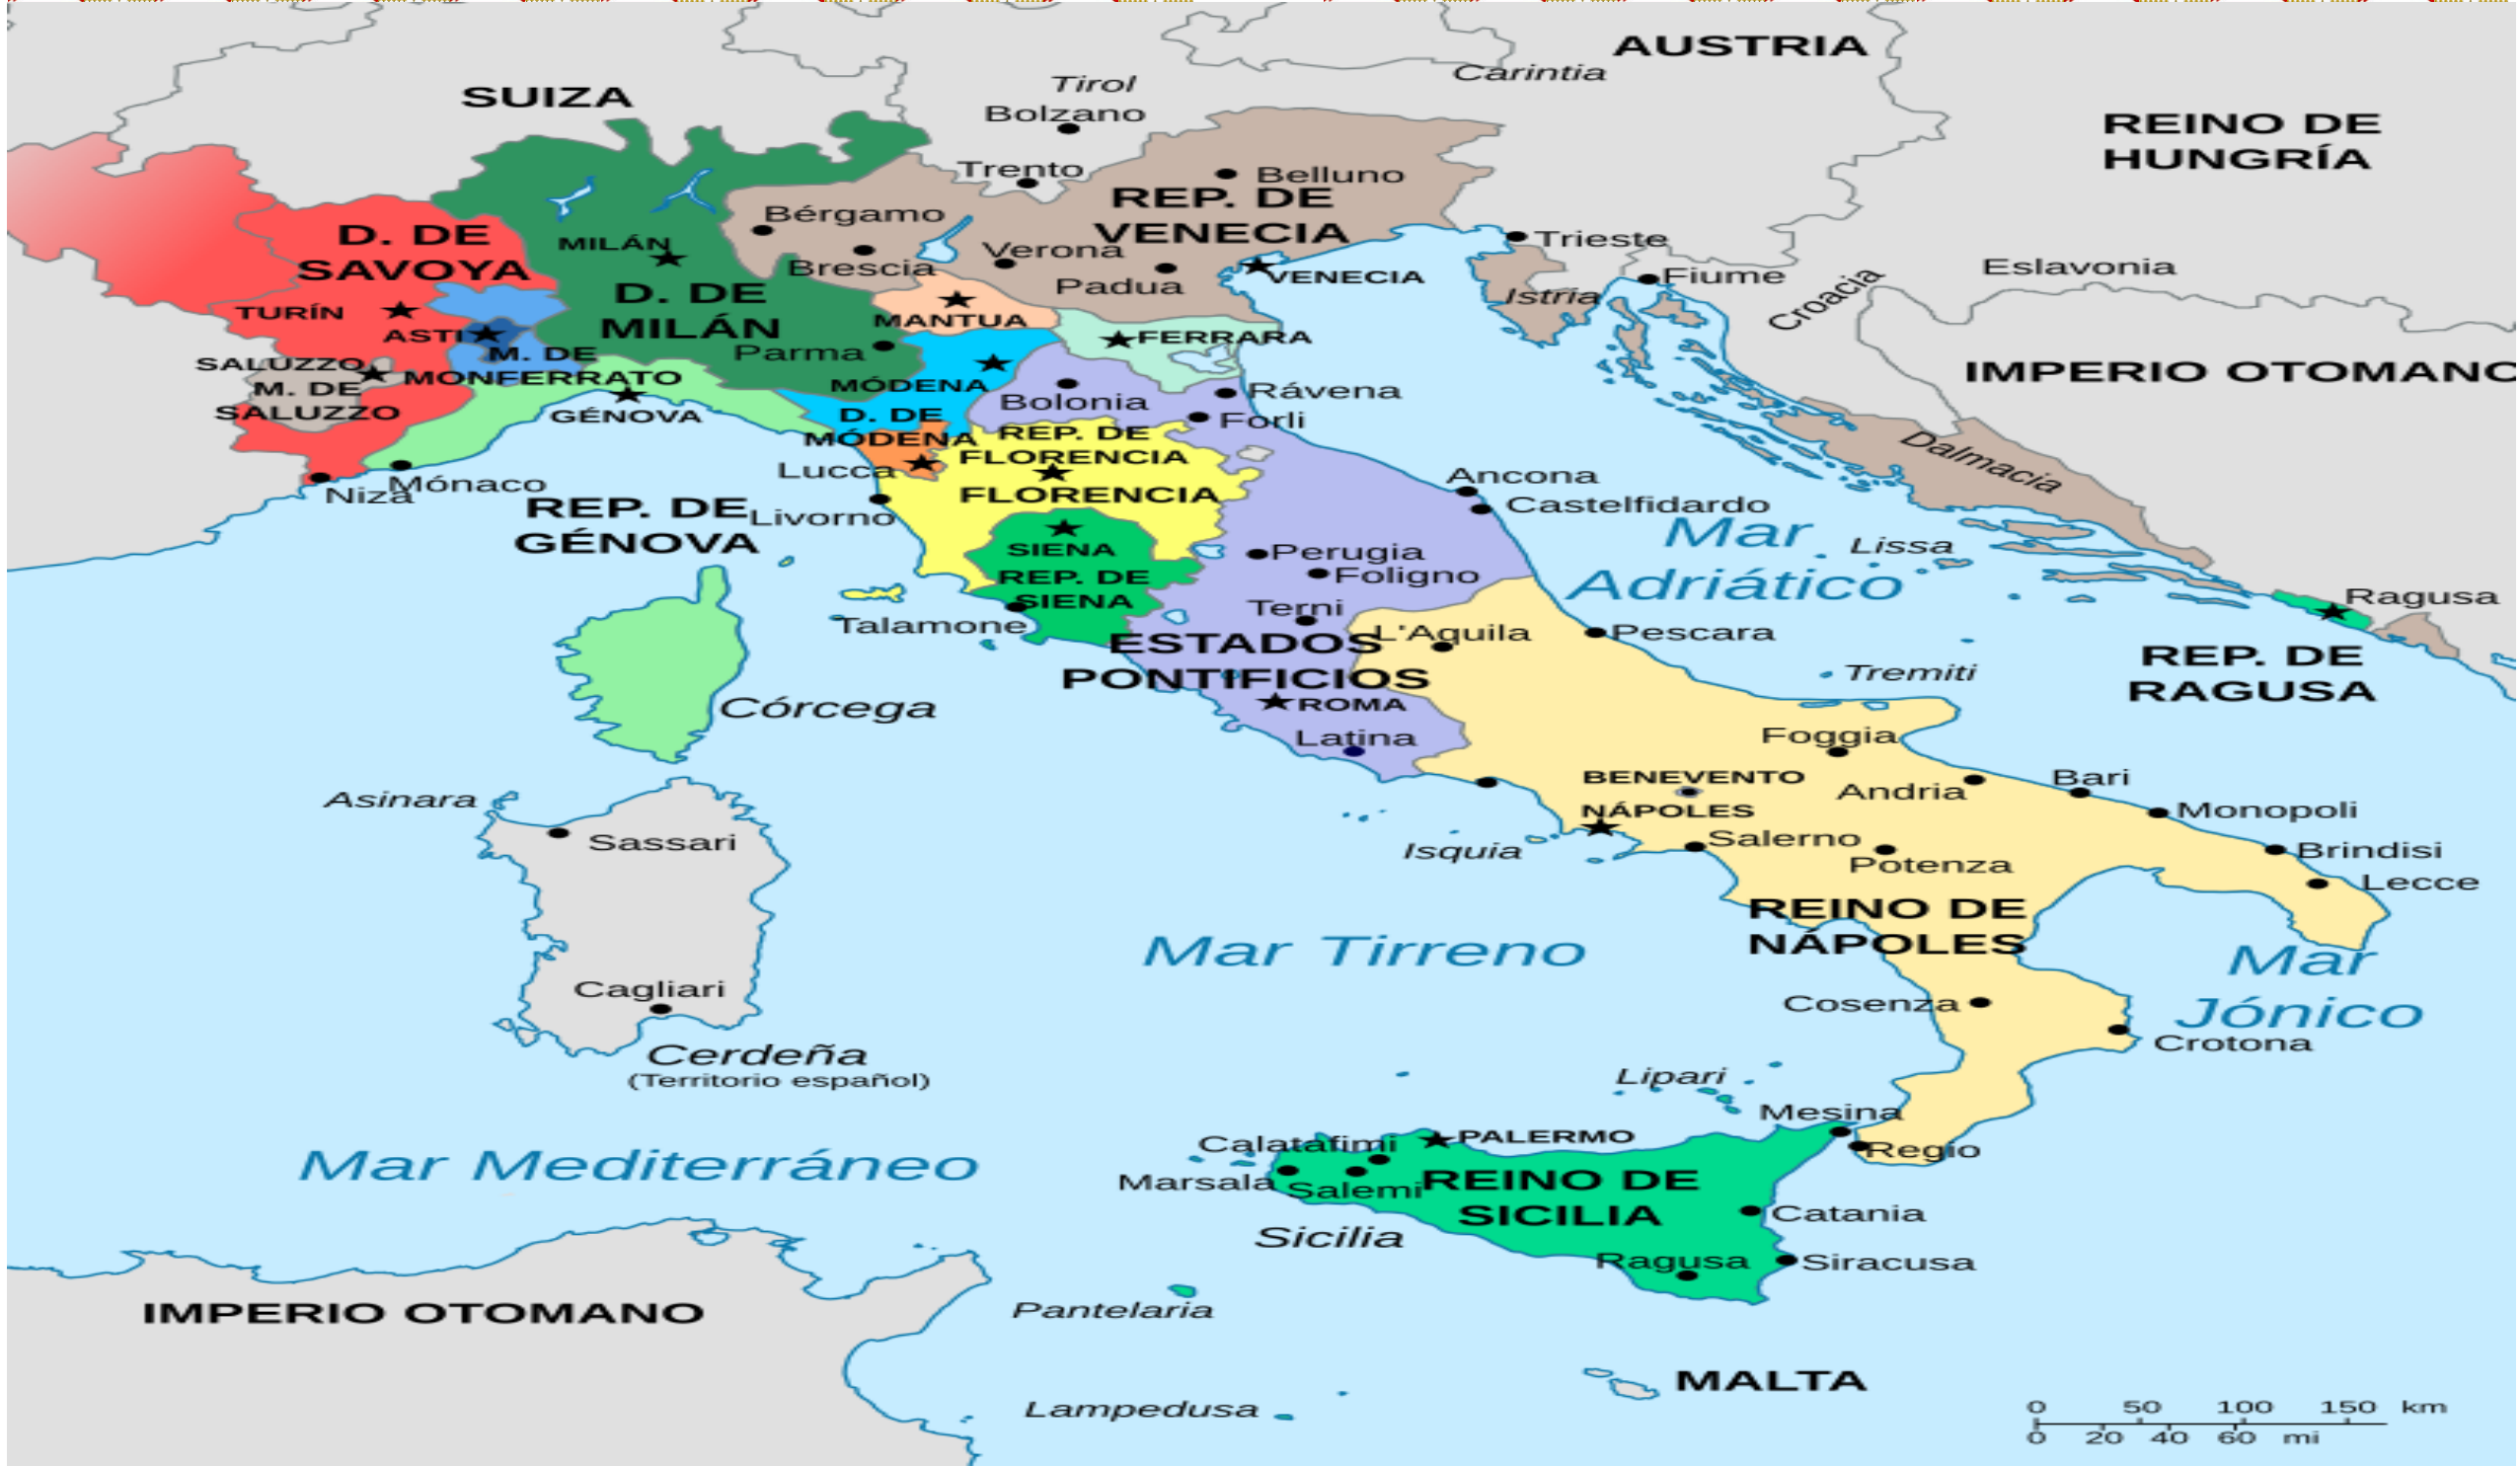 AUSTRIA
Carintia
SUIZA
Tirol
Bolzano
REINO DE
HUNGRÍA
Trento
Belluno
REP. DE
VENECIA
Bérgamo
D. DE
SAVOYA
MILÁN
Verona
Brescia
Padua
VENECIA
Trieste
Fiume
Istria
Croacia
Eslavonia
D. DE
MILÁN
TURÍN
ASTI
MANTUA
FERRARA
SALUZZO
M. DE
SALUZZO
M. DE
MONFERRATO
Parma
MÓDENA
GÉNOVA
Bolonia
Rávena
IMPERIO OTOMANO
D. DE
MÓDENA
REP. DE
FLORENCIA
Forli
Lucca
FLORENCIA
Niza
Mónaco
REP. DE
GÉNOVA
Livorno
Ancona
Castelfidardo
Dalmacia
Mar
Adriático
Lissa
SIENA
REP. DE
SIENA
Perugia
Foligno
Terni
Talamone
L'Aquila
Pescara
Ragusa
ESTADOS
PONTIFICIOS
Tremiti
REP. DE
RAGUSA
Córcega
ROMA
Latina
Foggia
BENEVENTO
Andria
Bari
Asinara
NÁPOLES
Monopoli
Sassari
Isquia
Salerno
Potenza
Brindisi
Lecce
REINO DE
NÁPOLES
Mar Tirreno
Mar
Jónico
Cagliari
Cosenza
Crotona
Cerdeña
(Territorio español)
Lipari
Mesina
Calatafimi
PALERMO
Regio
Mar Mediterráneo
Marsala
Salemi
REINO DE
SICILIA
Catania
Sicilia
Ragusa
Siracusa
IMPERIO OTOMANO
Pantelaria
MALTA
Lampedusa
0 50 100 150 km
0 20 40 60 mi